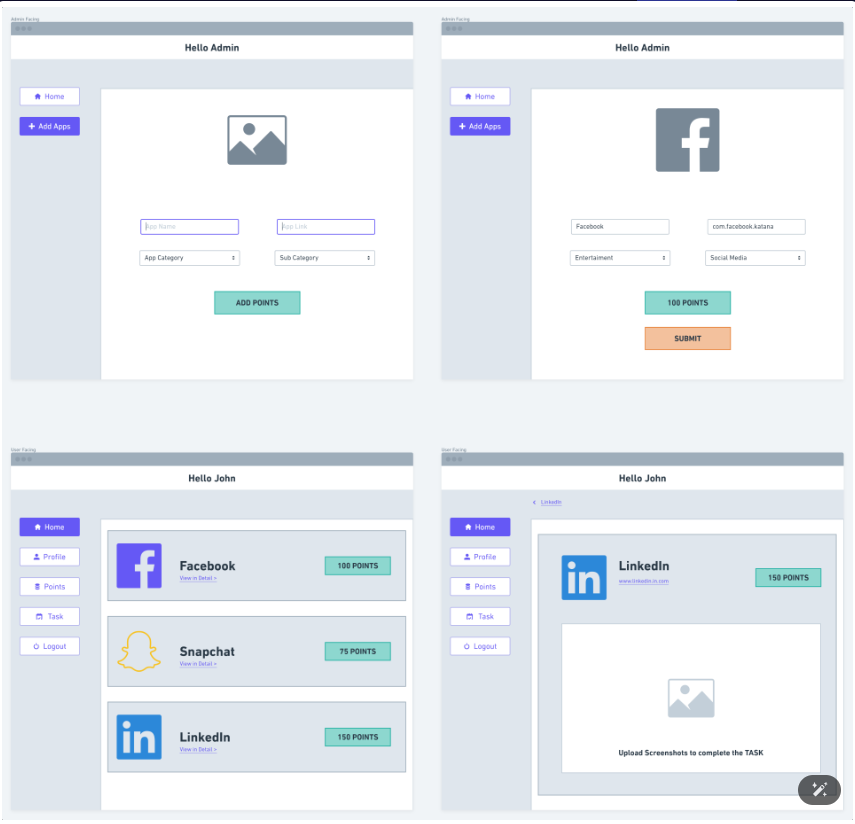 Admin Facing
Hello Admin
Home
Add Apps
App Name
App Link
App Category
Sub Category
ADD POINTS
Admin Facing
Hello Admin
Home
Add Apps
Facebook
com.facebook.katana
Entertaiment
Social Media
100 POINTS
SUBMIT
User Facing
Hello John
Home
Profile
Points
Task
Logout
Facebook
View in Detail >
100 POINTS
Snapchat
View in Detail >
75 POINTS
LinkedIn
View in Detail >
150 POINTS
User Facing
Hello John
< LinkedIn
Home
Profile
Points
Task
Logout
LinkedIn
www.linkedin.in.com
150 POINTS
Upload Screenshots to complete the TASK